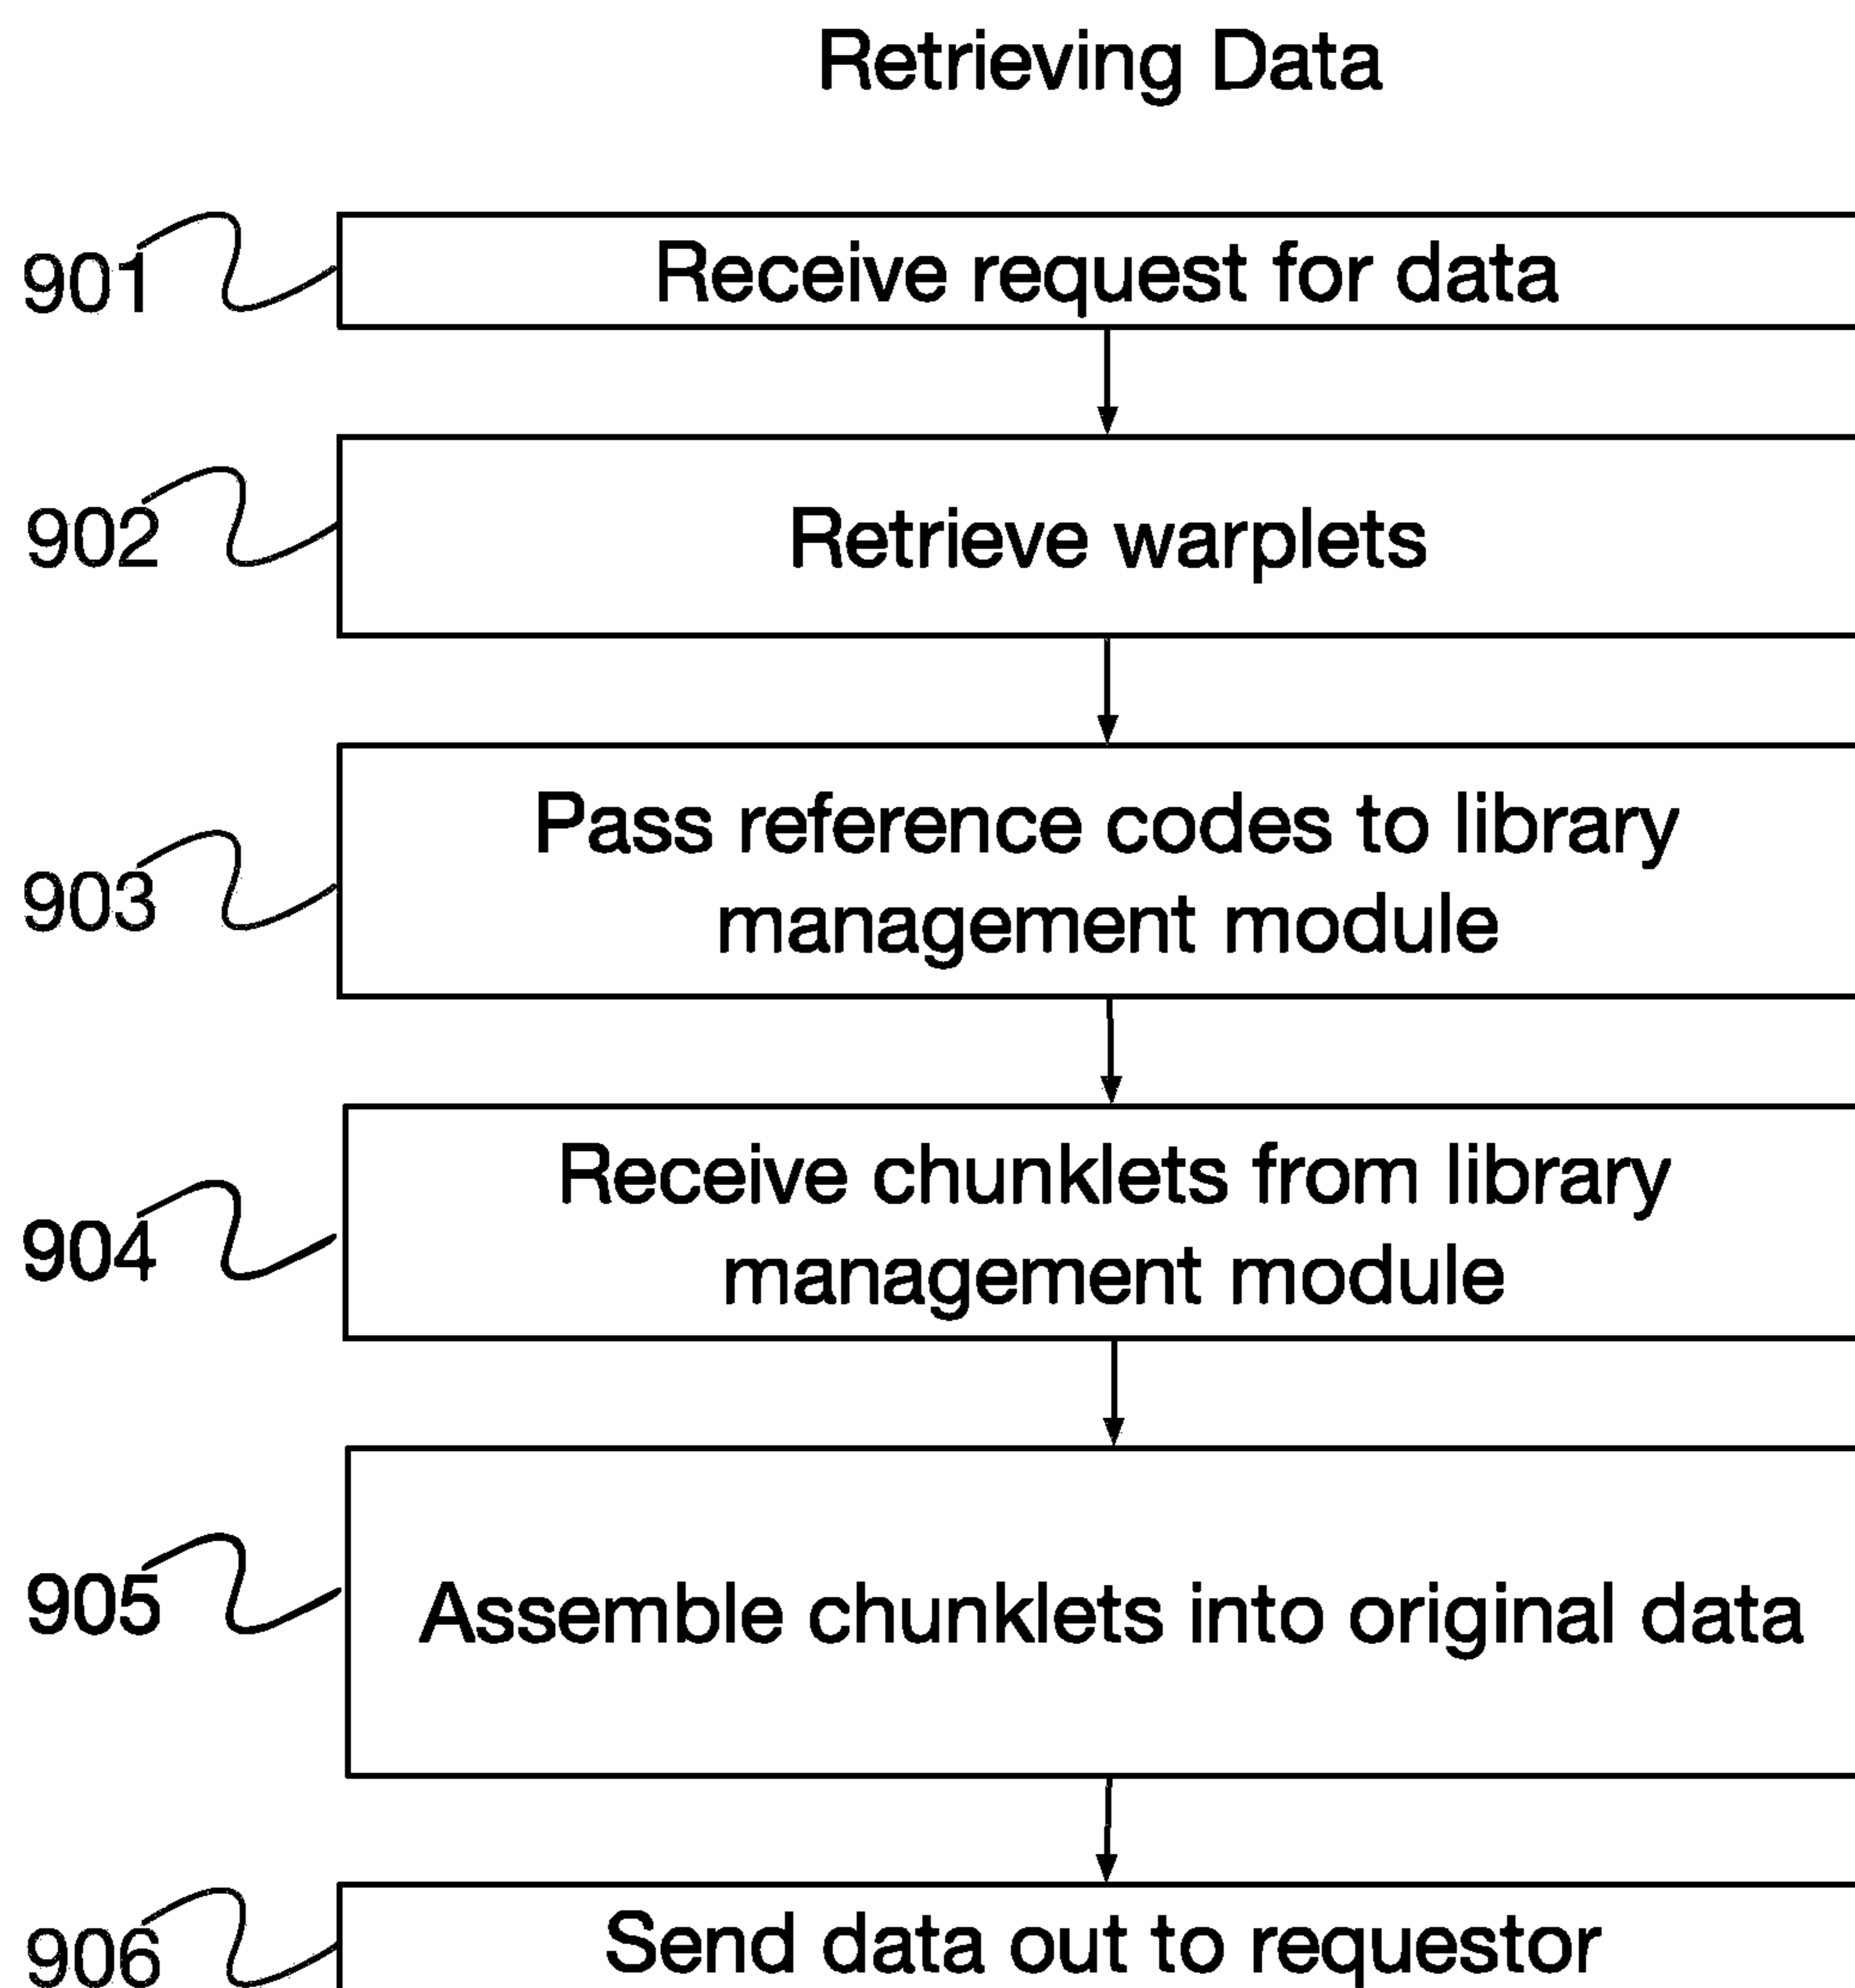 Retrieving Data
901
Receive request for data
902
Retrieve warplets
903
Pass reference codes to library
management module
904
Receive chunklets from library
management module
905
Assemble chunklets into original data
906
Send data out to requestor